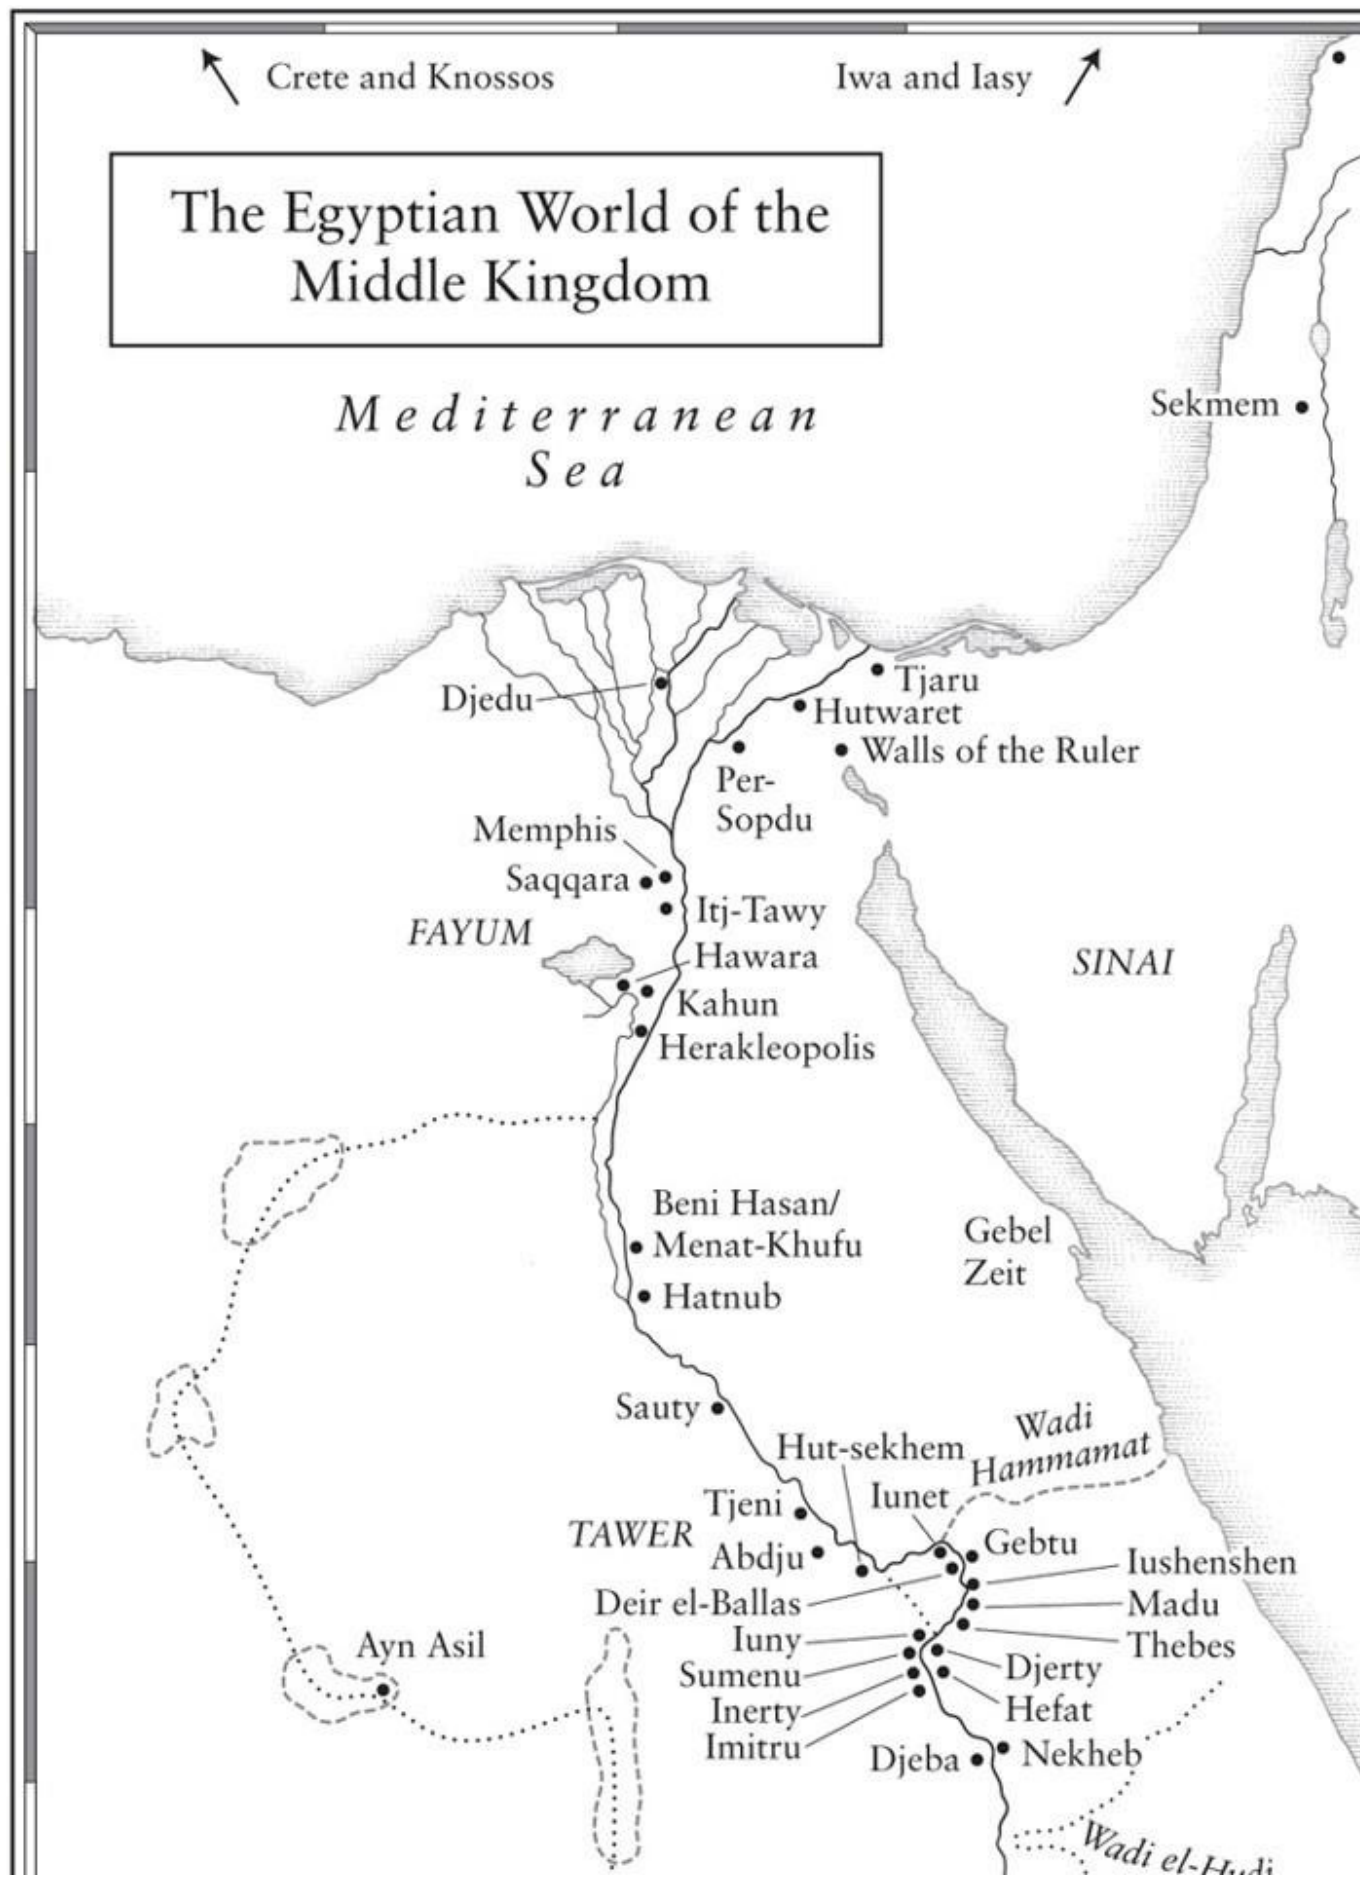 Crete and Knossos
Iwa and Iasy
The Egyptian World of the
Middle Kingdom
Mediterranean
Sea
Sekmem
Djedu
Tjaru
Hutwaret
Walls of the Ruler
Per-
Sopdu
Memphis
Saqqara
Itj-Tawy
FAYUM
Hawara
SINAI
Kahun
Herakleopolis
Beni Hasan/
Menat-Khufu
Gebel
Zeit
Hatnub
Sauty
Wadi
Hammamat
Hut-sekhem
Iunet
Tjeni
TAWER
Abdju
Gebtu
Iushenshen
Deir el-Ballas
Madu
Iuny
Thebes
Ayn Asil
Sumenu
Djerty
Inerty
Hefat
Imitru
Djeba
Nekheb
Wadi el-Hudi